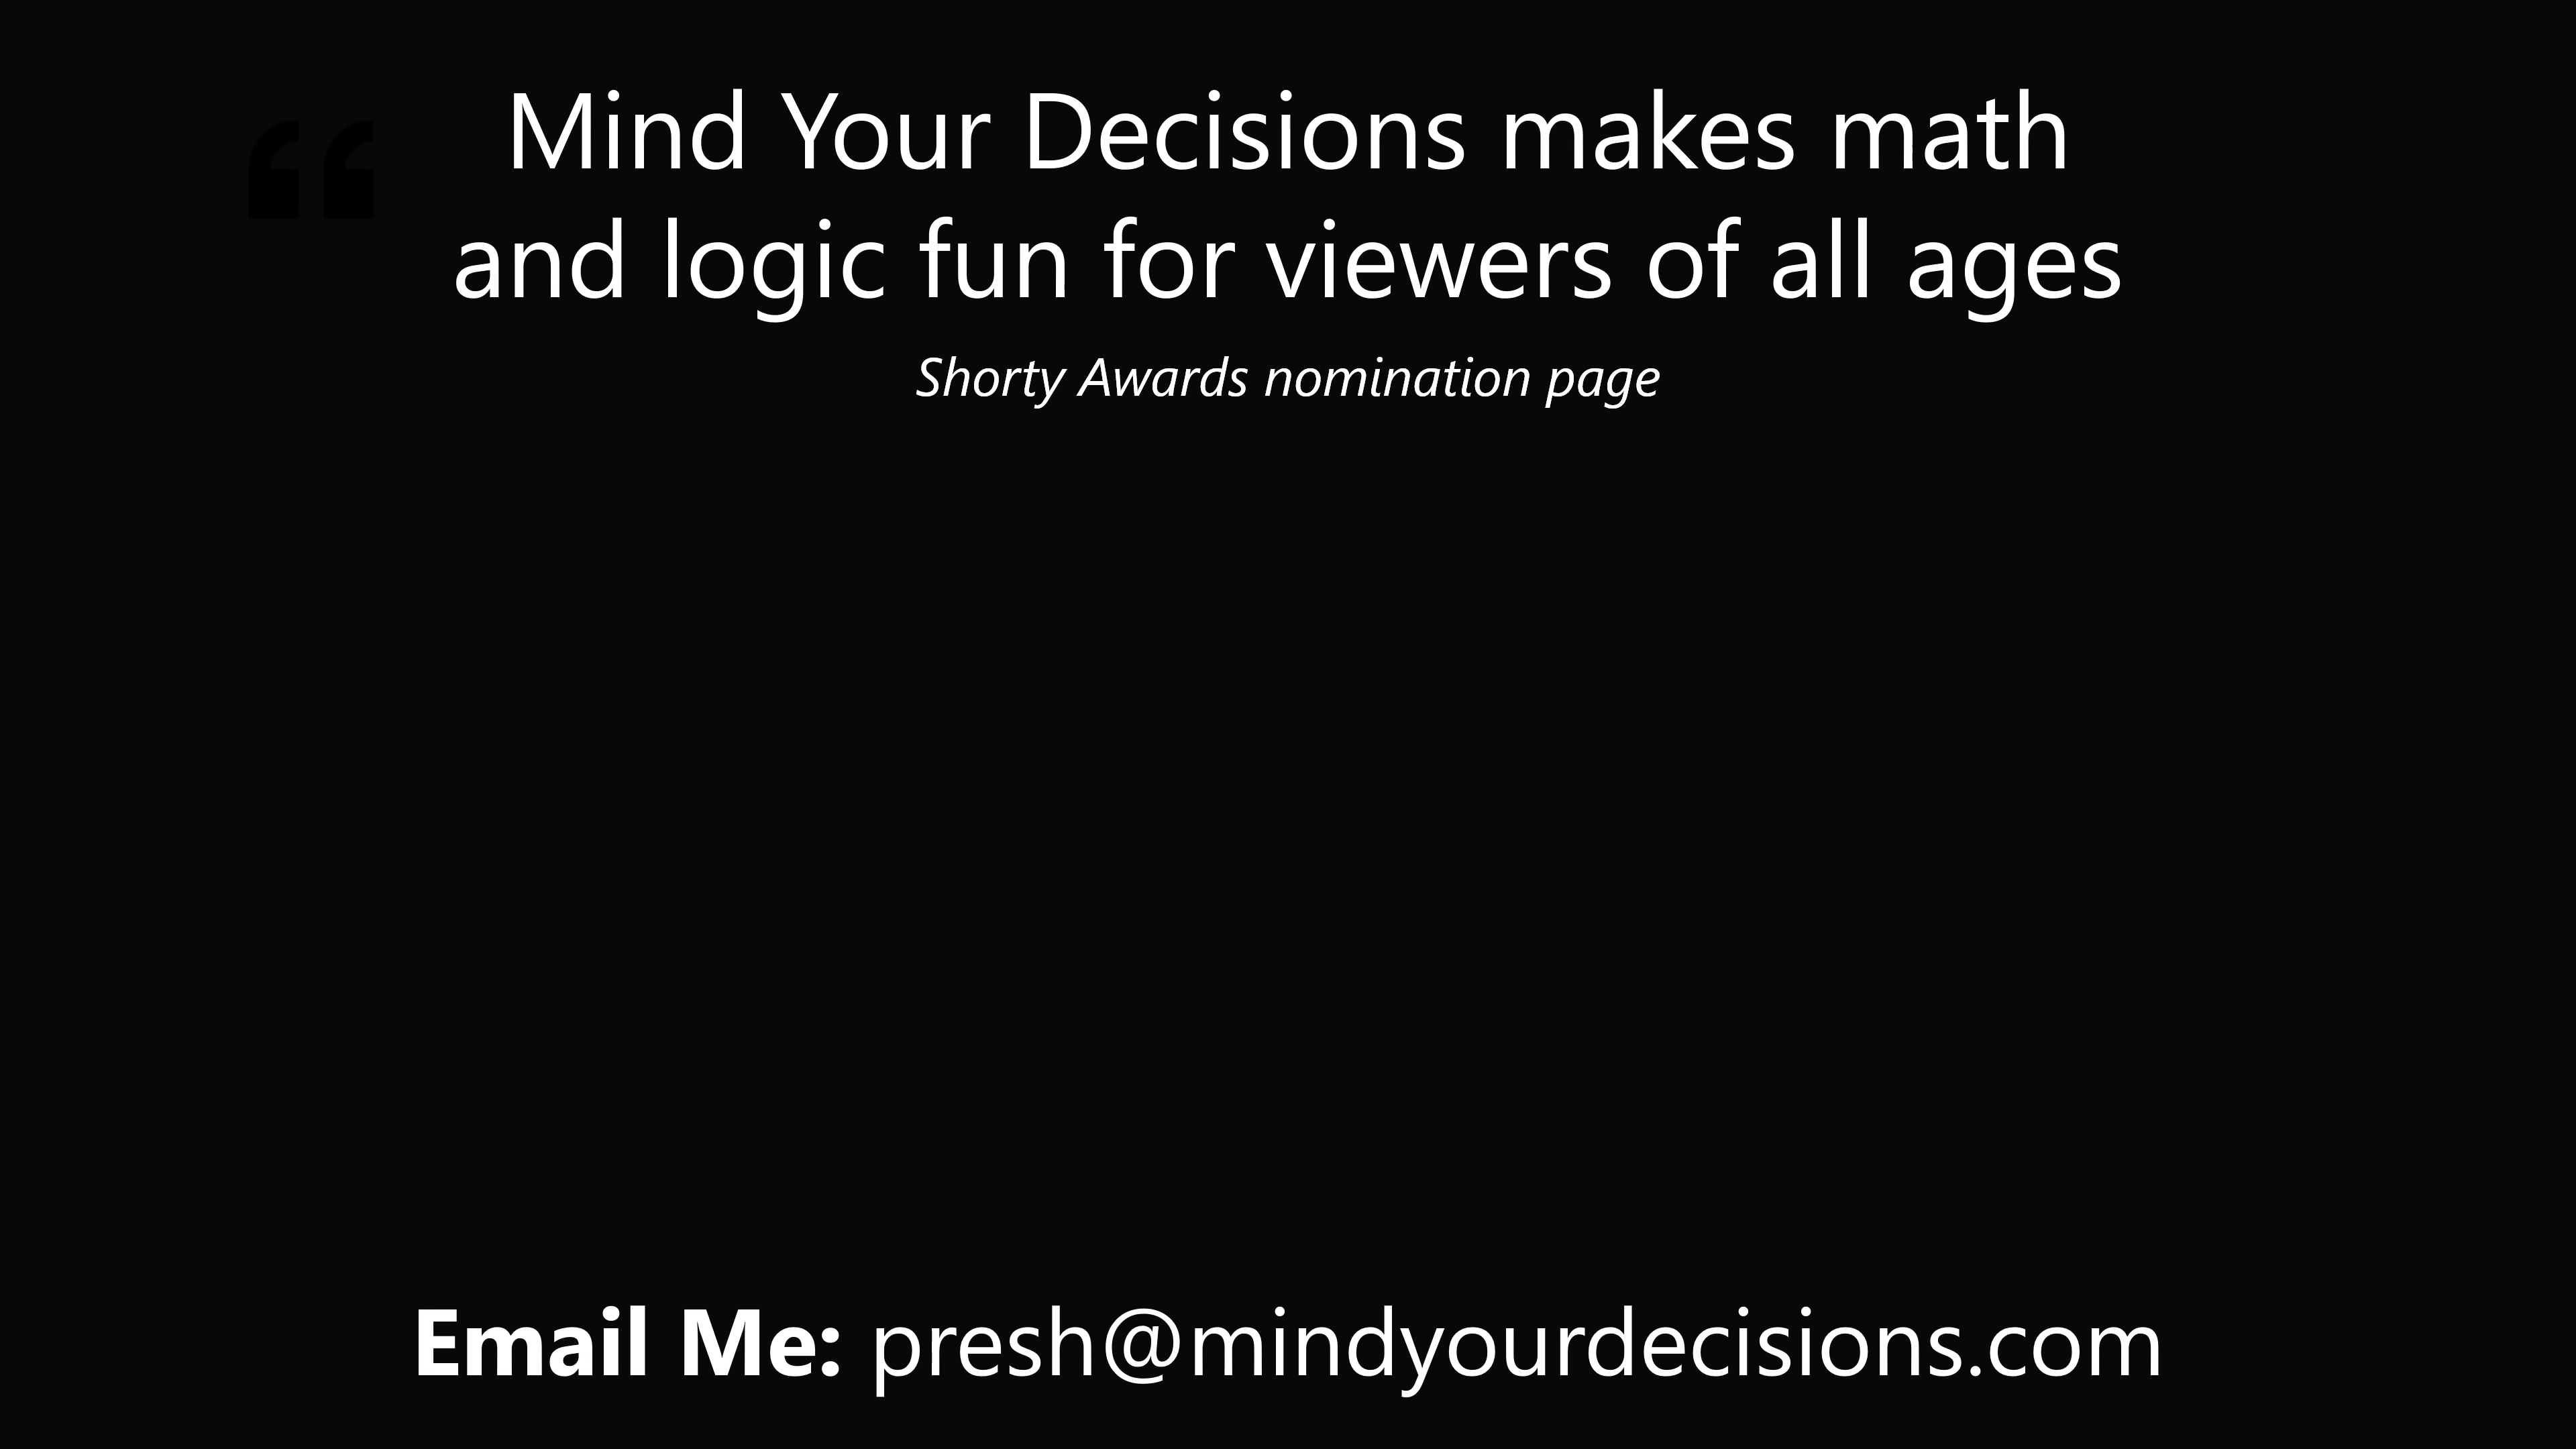 “
Mind Your Decisions makes math
and logic fun for viewers of all ages
Shorty Awards nomination page
Email Me: presh@mindyourdecisions.com